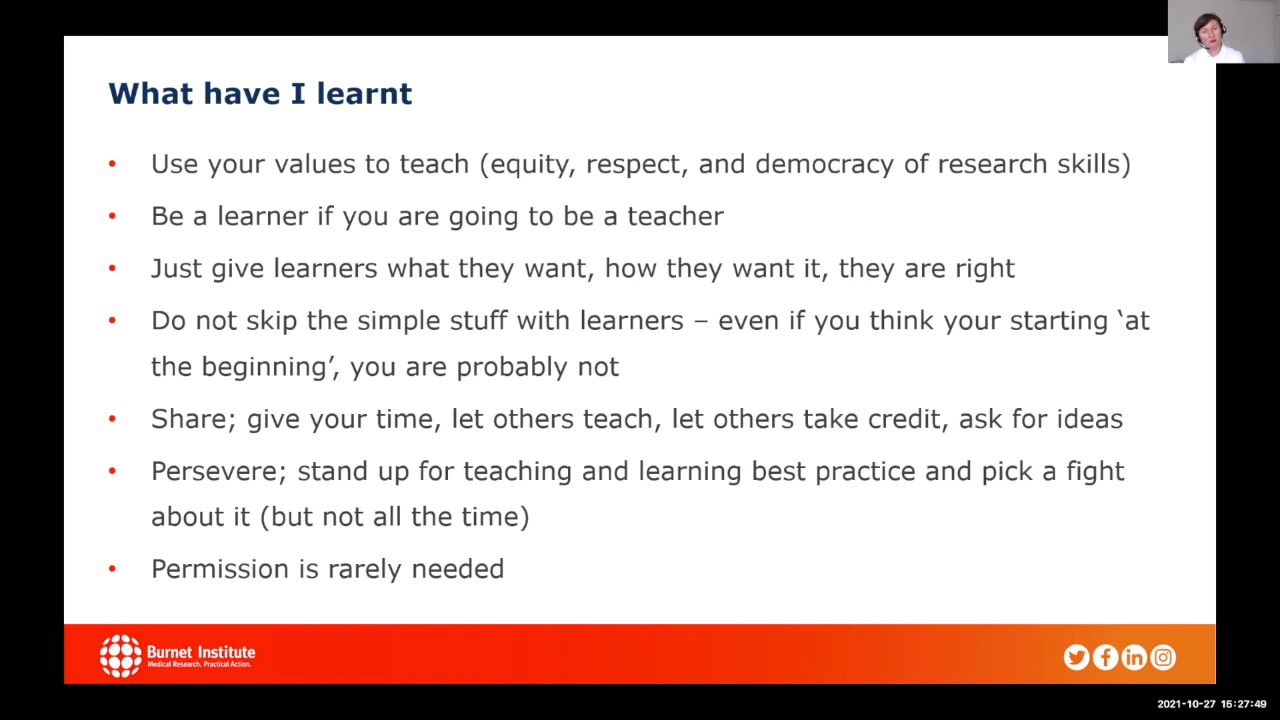 What have I learnt
• Use your values to teach (equity, respect, and democracy of research skills)
• Be a learner if you are going to be a teacher
• Just give learners what they want, how they want it, they are right
• Do not skip the simple stuff with learners – even if you think your starting ‘at
the beginning’, you are probably not
• Share; give your time, let others teach, let others take credit, ask for ideas
• Persevere; stand up for teaching and learning best practice and pick a fight
about it (but not all the time)
• Permission is rarely needed
Burnet Institute
Medical Research. Practical Action.
2021-10-27 15:27:49